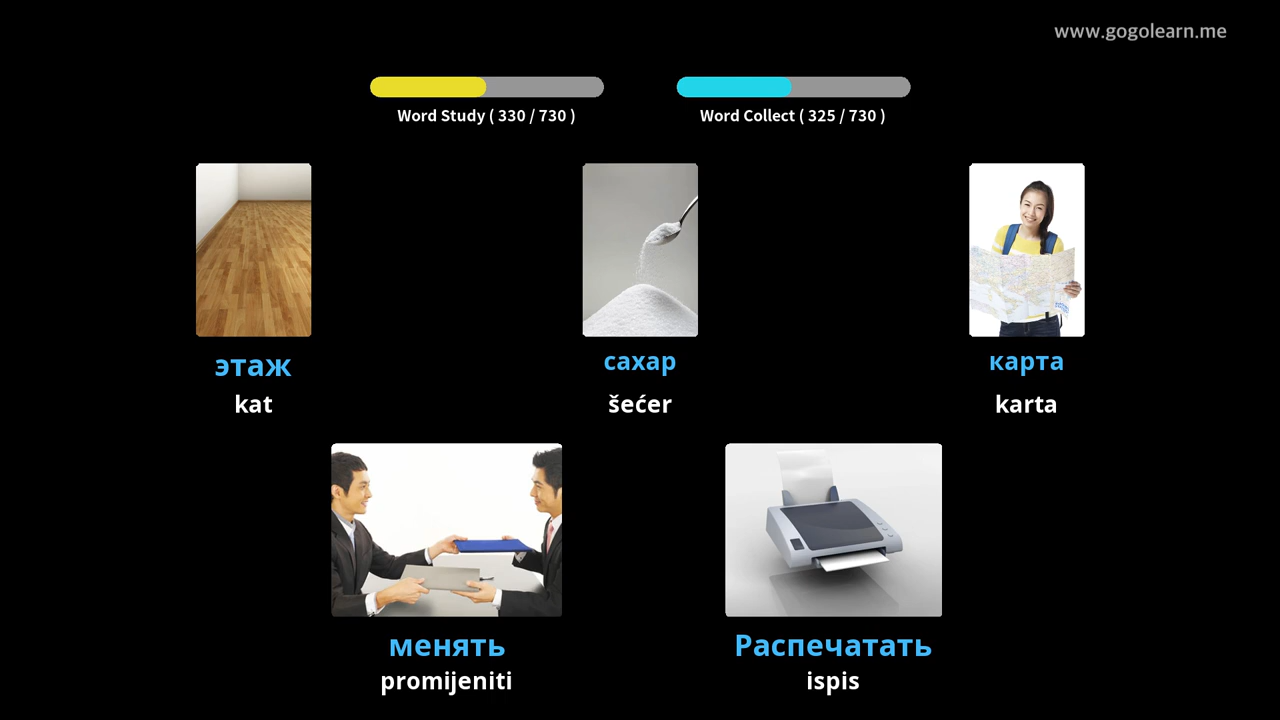 www.gogolearn.me
Word Study ( 330 / 730 )
Word Collect ( 325 / 730 )
этаж
kat
сахар
šećer
карта
karta
менять
promijeniti
Распечатать
ispis